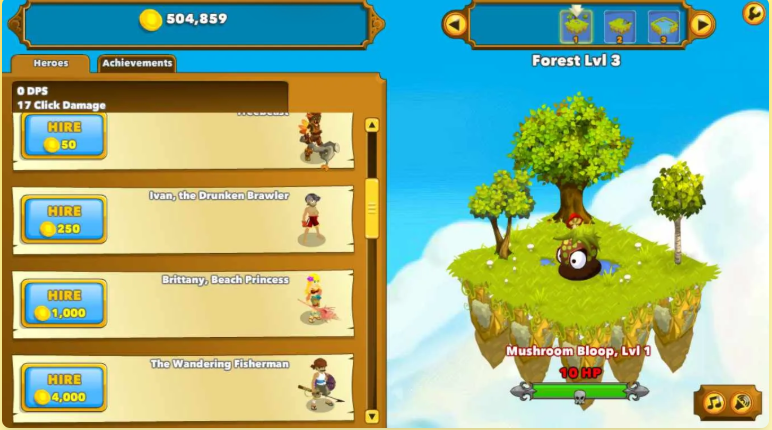 504,859
1
2
3
Heroes
Achievements
0 DPS
17 Click Damage
Treebeast
HIRE
50
Ivan, the Drunken Brawler
HIRE
250
Brittany, Beach Princess
HIRE
1,000
The Wandering Fisherman
HIRE
4,000
Forest Lvl 3
Mushroom Bloop, Lvl 1
10 HP